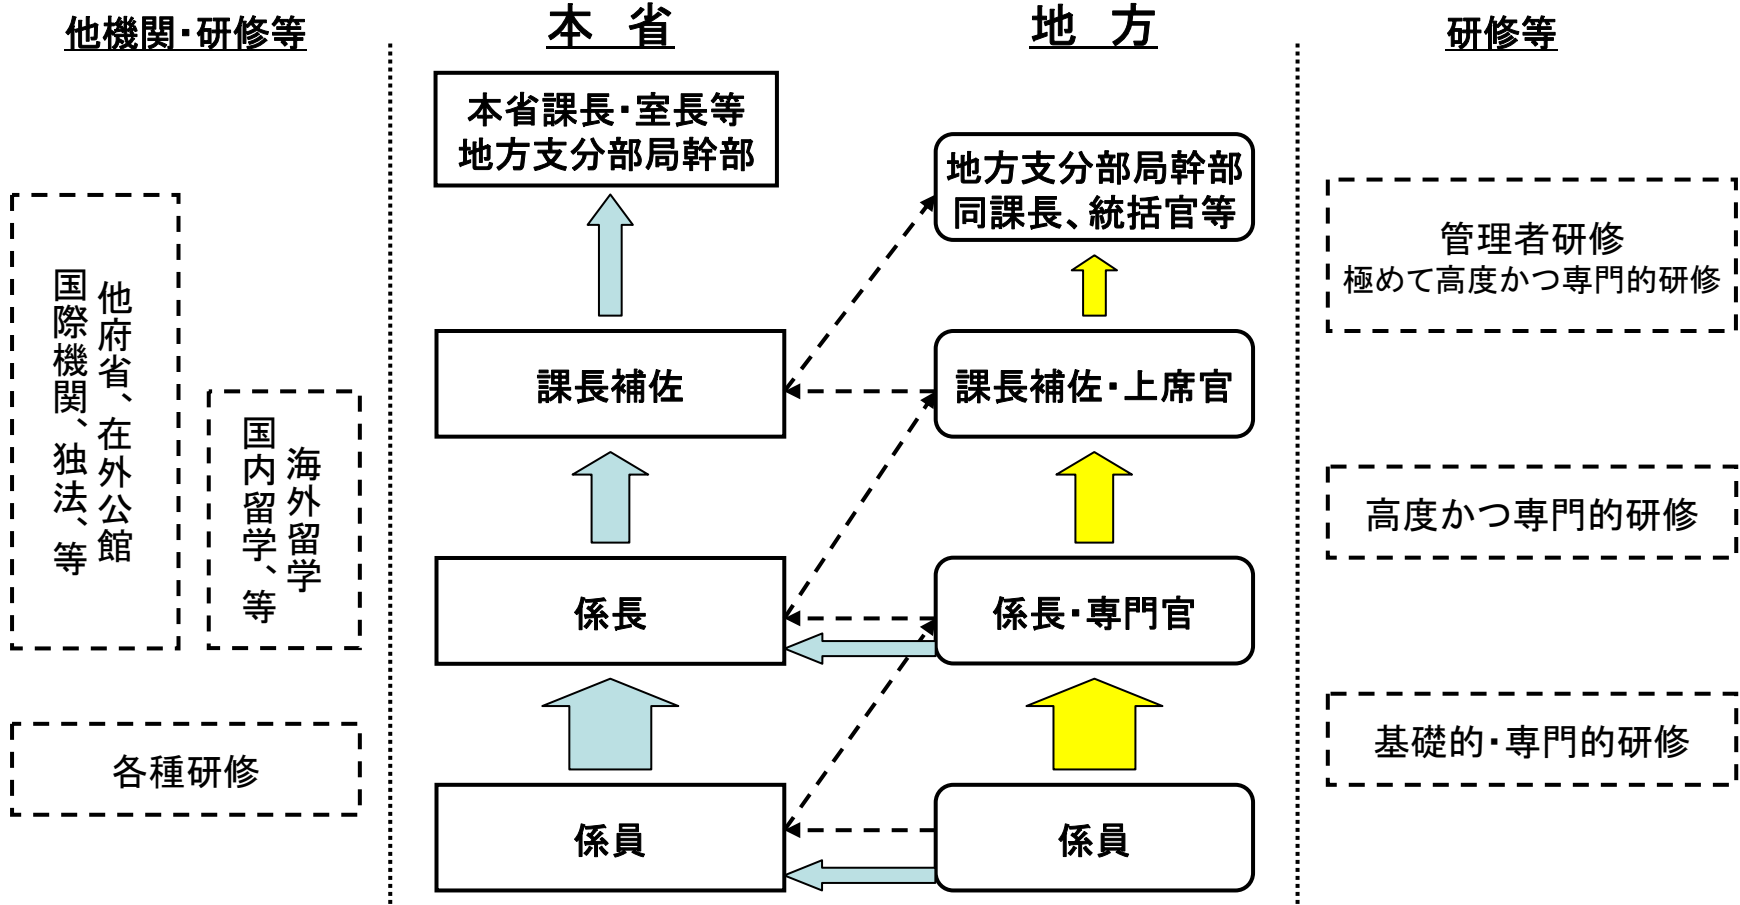 他機関・研修等
本　省
地　方
研修等
本省課長・室長等
地方支分部局幹部
地方支分部局幹部
同課長、統括官等
管理者研修
極めて高度かつ専門的研修
他府省、在外公館
国際機関、独法、等
海外留学
国内留学、等
課長補佐
課長補佐・上席官
高度かつ専門的研修
係長
係長・専門官
各種研修
基礎的・専門的研修
係員
係員